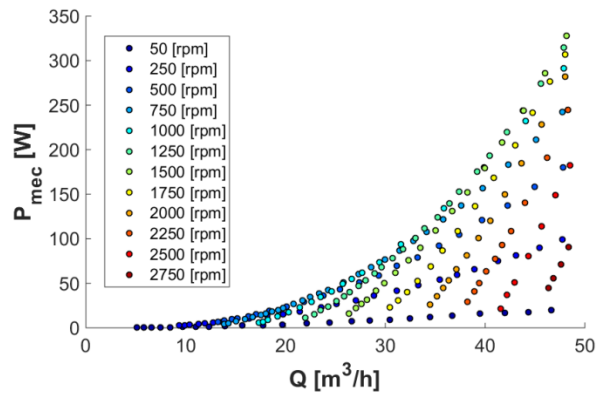 350
300
250
200
150
100
50
0
P_mec [W]
50 [rpm]
250 [rpm]
500 [rpm]
750 [rpm]
1000 [rpm]
1250 [rpm]
1500 [rpm]
1750 [rpm]
2000 [rpm]
2250 [rpm]
2500 [rpm]
2750 [rpm]
0 10 20 30 40 50
Q [m³/h]